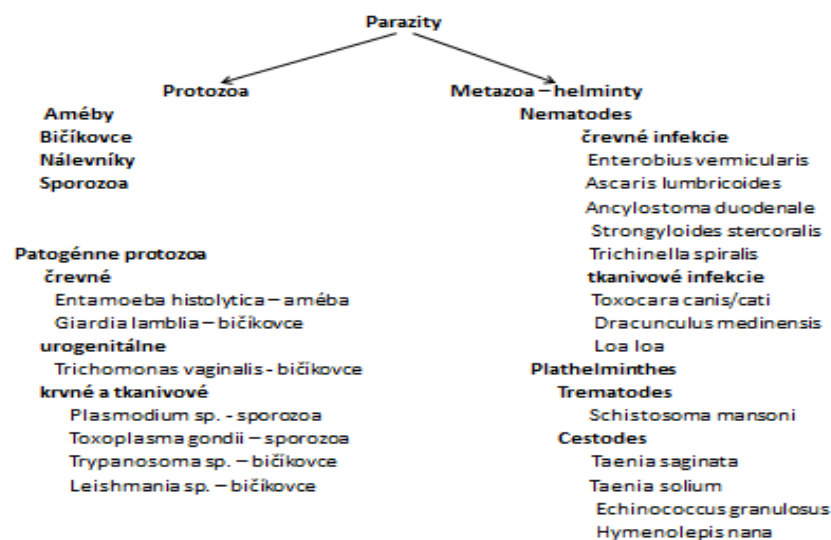 Parazity
Protozoa
Améby
Bičíkovce
Nálevníky
Sporozoa
Patogénne protozoa
črevné
Entamoeba histolytica – améba
Giardia lamblia – bičíkovce
urogenitálne
Trichomonas vaginalis - bičíkovce
krvné a tkanivové
Plasmodium sp. - sporozoa
Toxoplasma gondii – sporozoa
Trypanosoma sp. – bičíkovce
Leishmania sp. – bičíkovce
Metazoa – helminty
Nematodes
črevné infekcie
Enterobius vermicularis
Ascaris lumbricoides
Ancylostoma duodenale
Strongyloides stercoralis
Trichinella spiralis
tkanivové infekcie
Toxocara canis/cati
Dracunculus medinensis
Loa loa
Plathelminthes
Trematodes
Schistosoma mansoni
Cestodes
Taenia saginata
Taenia solium
Echinococcus granulosus
Hymenolepis nana